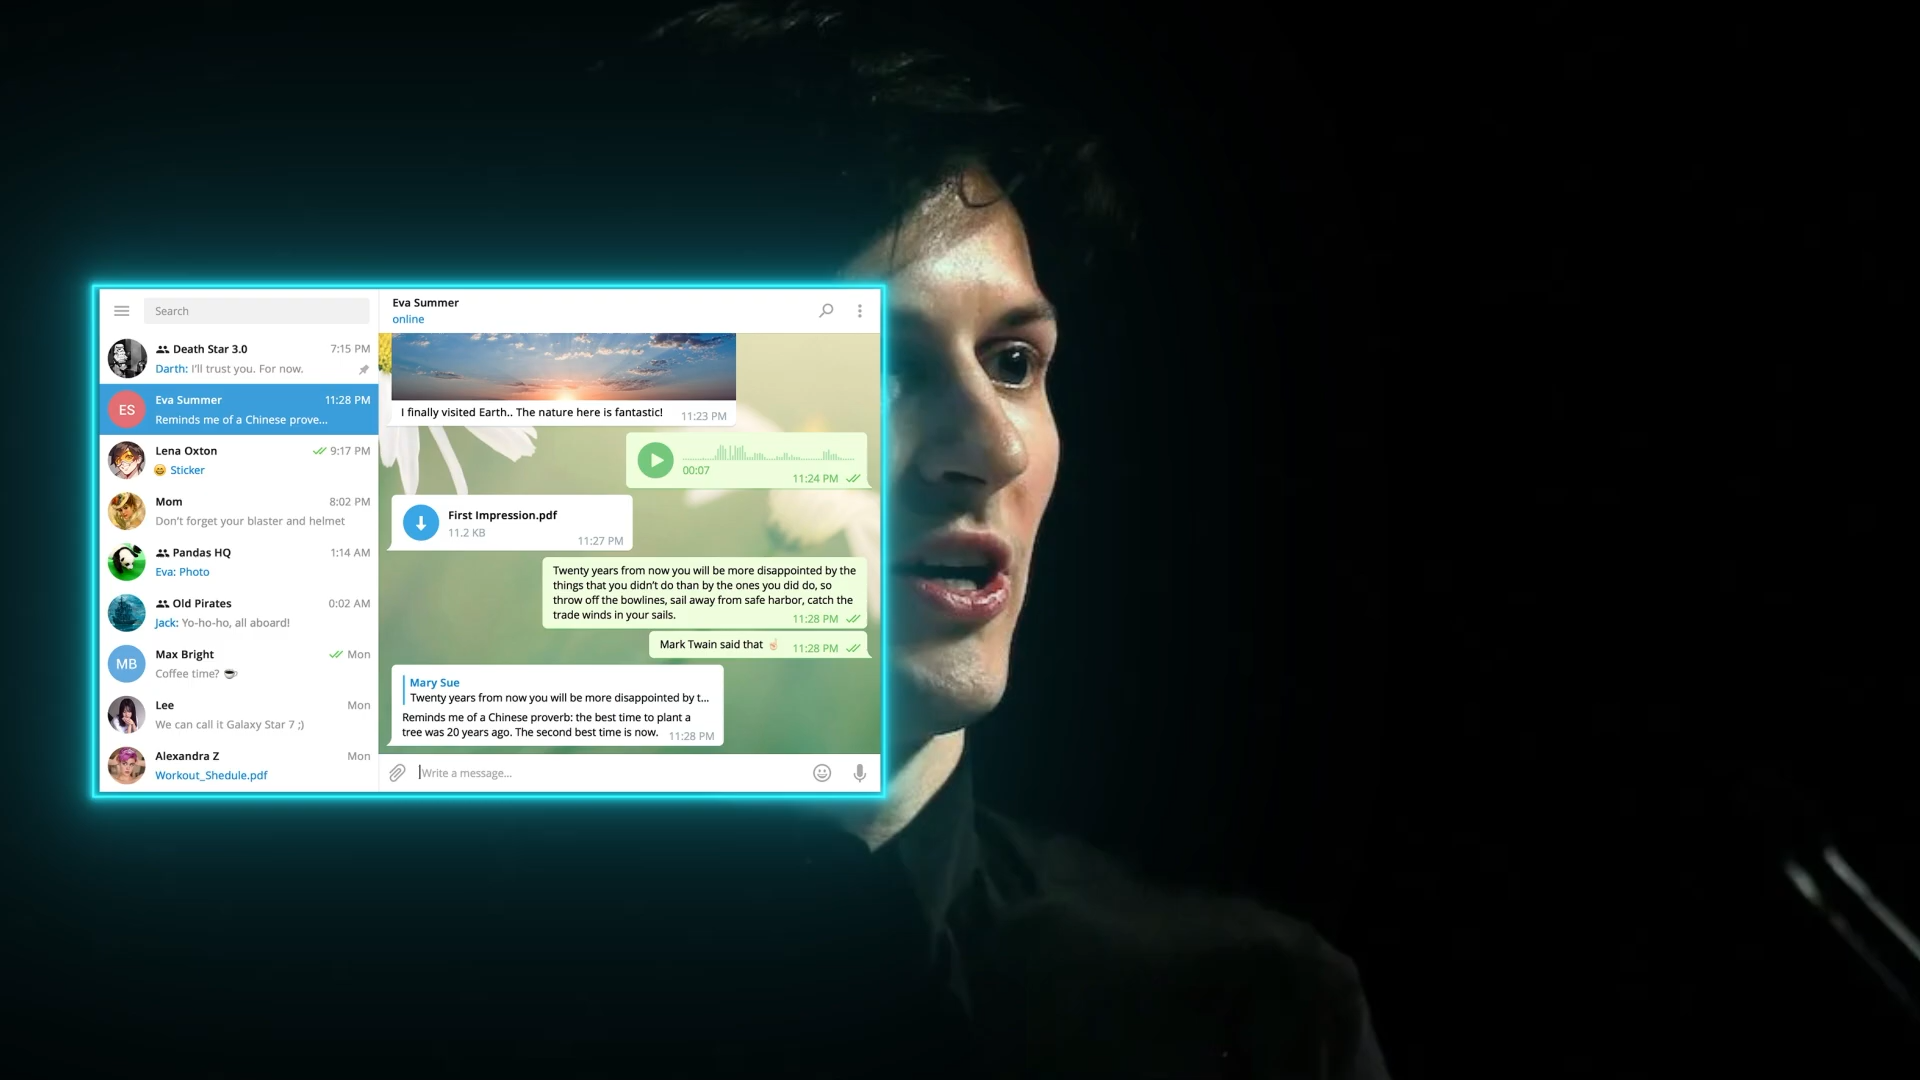 Search
Death Star 3.0 7:15 PM
Darth: I'll trust you. For now.
ES
Eva Summer 11:28 PM
Reminds me of a Chinese prove...
Lena Oxton 9:17 PM
Sticker
Mom 8:02 PM
Don't forget your blaster and helmet
Pandas HQ 1:14 AM
Eva: Photo
Old Pirates 0:02 AM
Jack: Yo-ho-ho, all aboard!
MB
Max Bright Mon
Coffee time? ☕
Lee Mon
We can call it Galaxy Star 7 ;)
Alexandra Z Mon
Workout_Shedule.pdf
Eva Summer
online
I finally visited Earth.. The nature here is fantastic! 11:23 PM
00:07
11:24 PM
First Impression.pdf
11.2 KB
11:27 PM
Twenty years from now you will be more disappointed by the
things that you didn't do than by the ones you did do, so
throw off the bowlines, sail away from safe harbor, catch the
trade winds in your sails. 11:28 PM
Mark Twain said that ☝🏻 11:28 PM
Mary Sue
Twenty years from now you will be more disappointed by t...
Reminds me of a Chinese proverb: the best time to plant a
tree was 20 years ago. The second best time is now. 11:28 PM
Write a message...